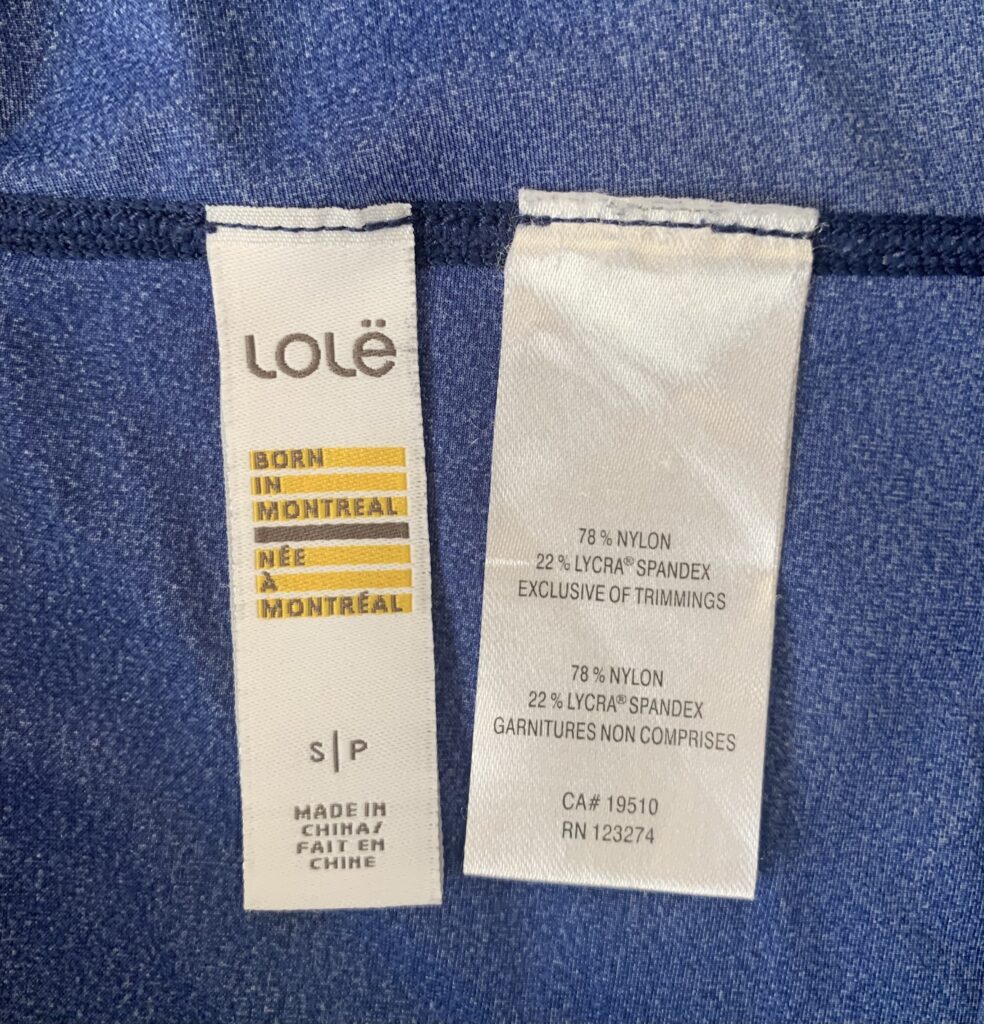 Lolë
BORN
IN
MONTREAL
NÉE
À
MONTRÉAL
S|P
MADE IN
CHINA/
FAIT EN
CHINE
78 % NYLON
22 % LYCRA® SPANDEX
EXCLUSIVE OF TRIMMINGS
78 % NYLON
22 % LYCRA® SPANDEX
GARNITURES NON COMPRISES
CA# 19510
RN 123274